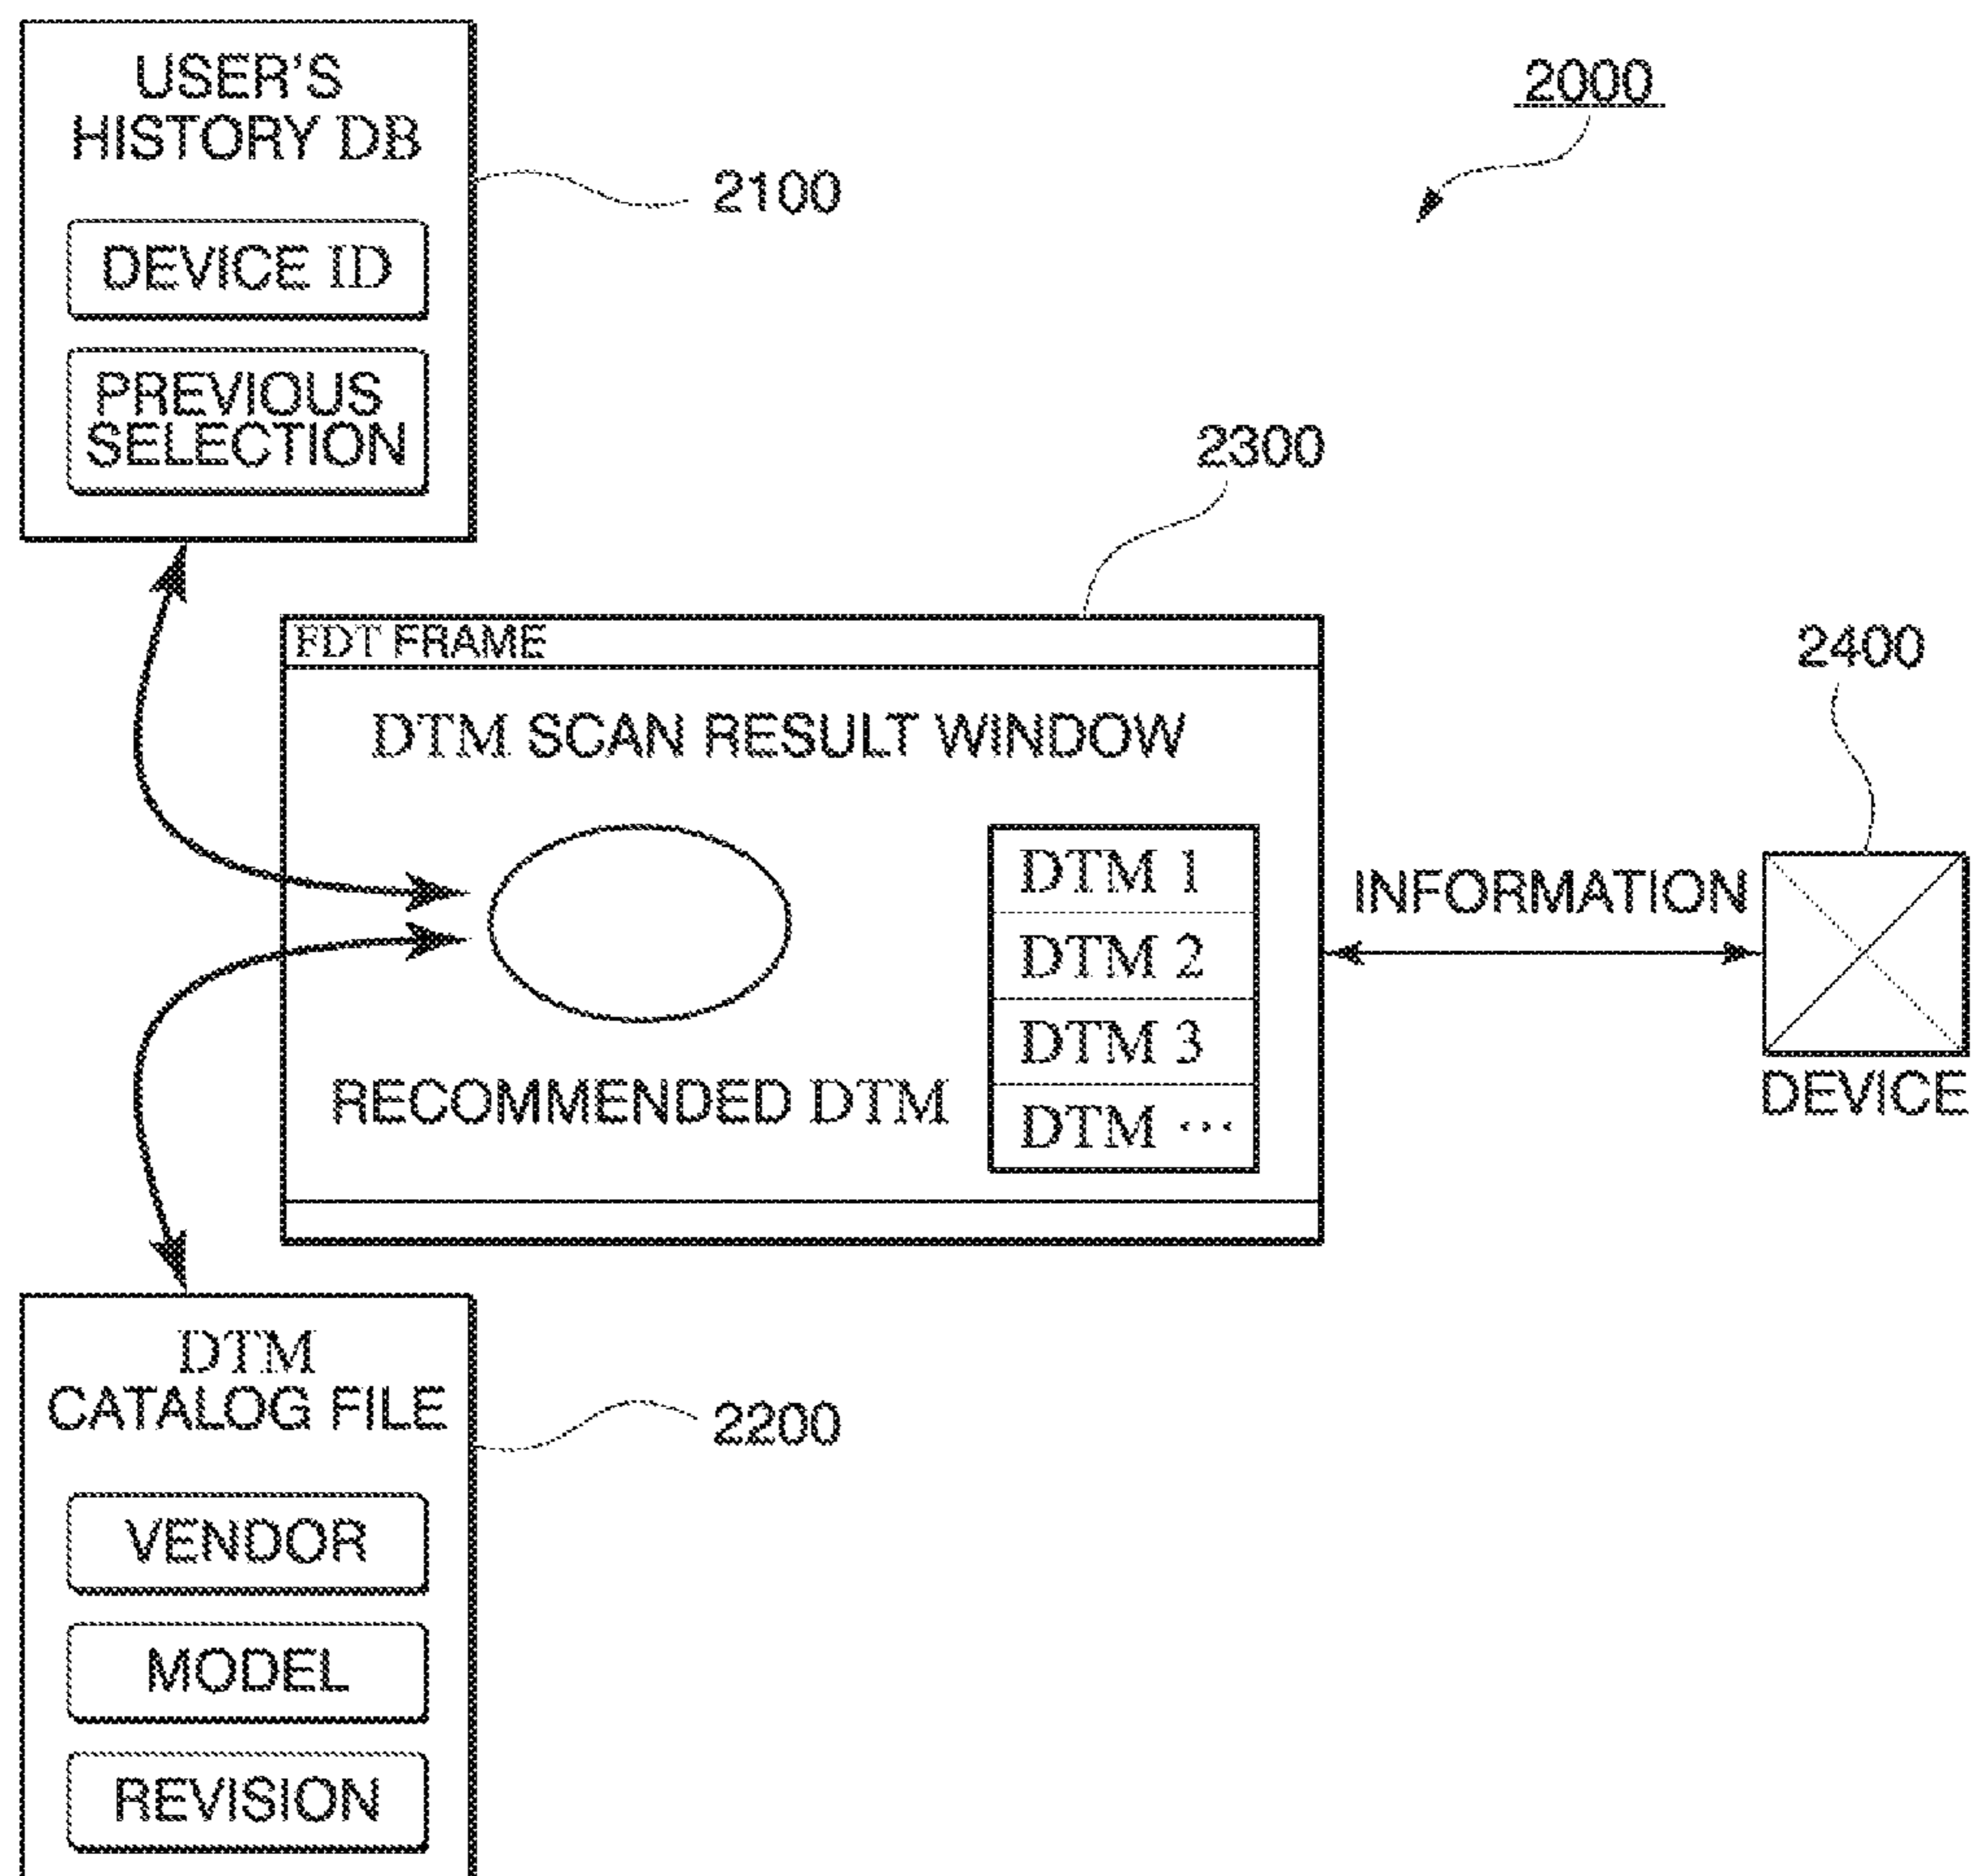 USER'S
HISTORY DB
DEVICE ID
PREVIOUS
SELECTION
2100
2000
2300
FDT FRAME
DTM SCAN RESULT WINDOW
RECOMMENDED DTM
DTM 1
DTM 2
DTM 3
DTM ...
INFORMATION
2400
DEVICE
DTM
CATALOG FILE
VENDOR
MODEL
REVISION
2200